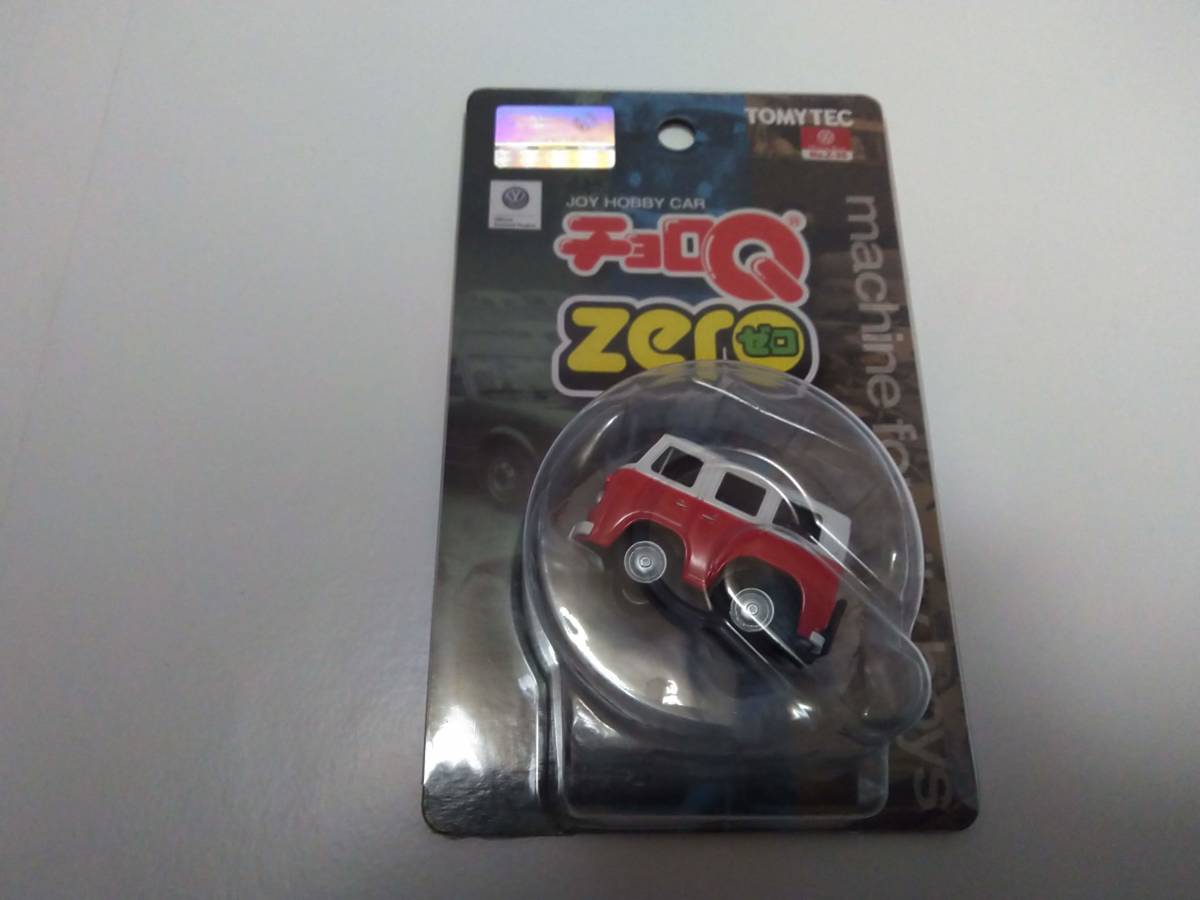 TOMYTEC
JOY HOBBY CAR
チョロQ®
zero
ゼロ
machine fo
ys